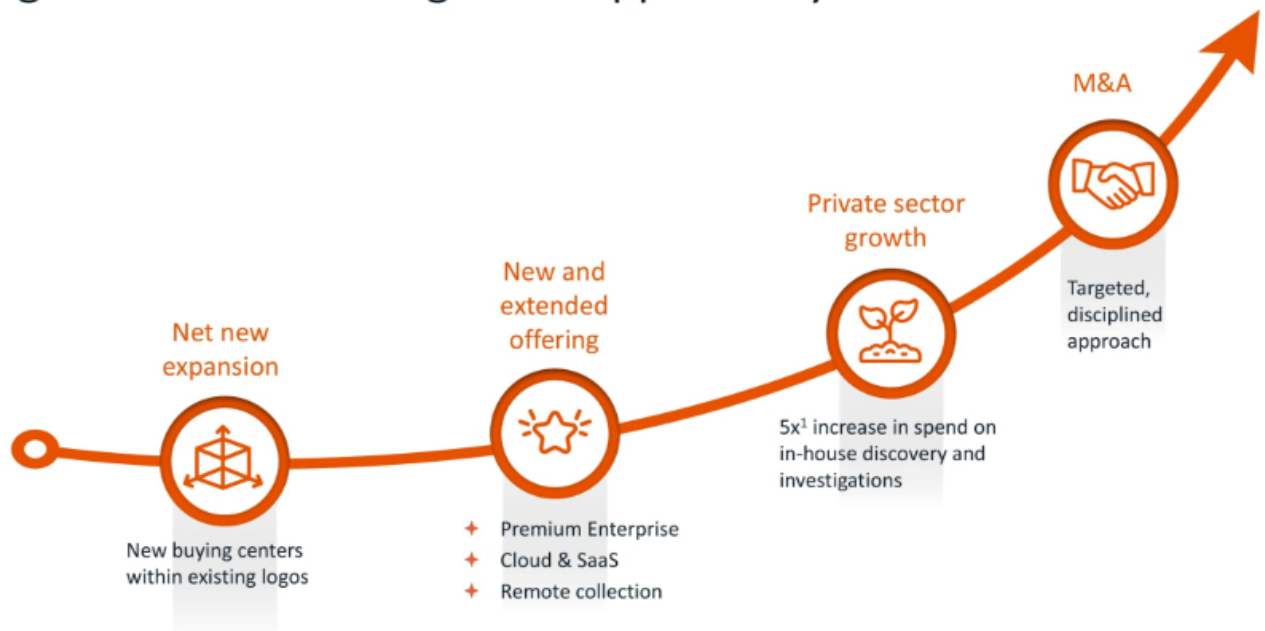 Net new
expansion
New buying centers
within existing logos
New and
extended
offering
Premium Enterprise
Cloud & SaaS
Remote collection
Private sector
growth
5x¹ increase in spend on
in-house discovery and
investigations
M&A
Targeted,
disciplined
approach